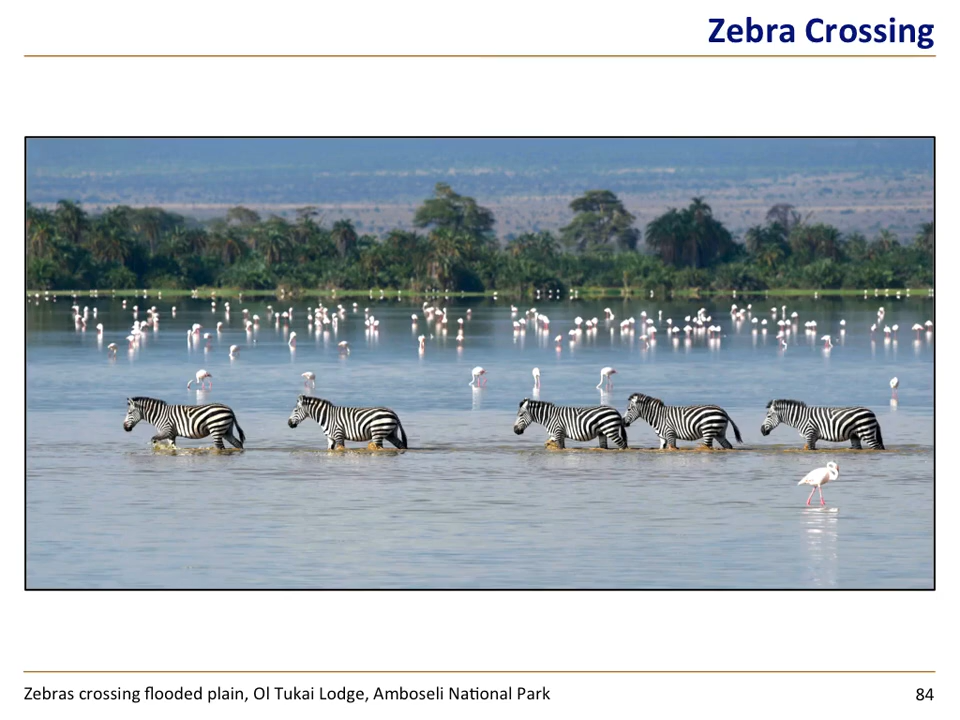 Zebra Crossing
Zebras crossing flooded plain, Ol Tukai Lodge, Amboseli National Park
84